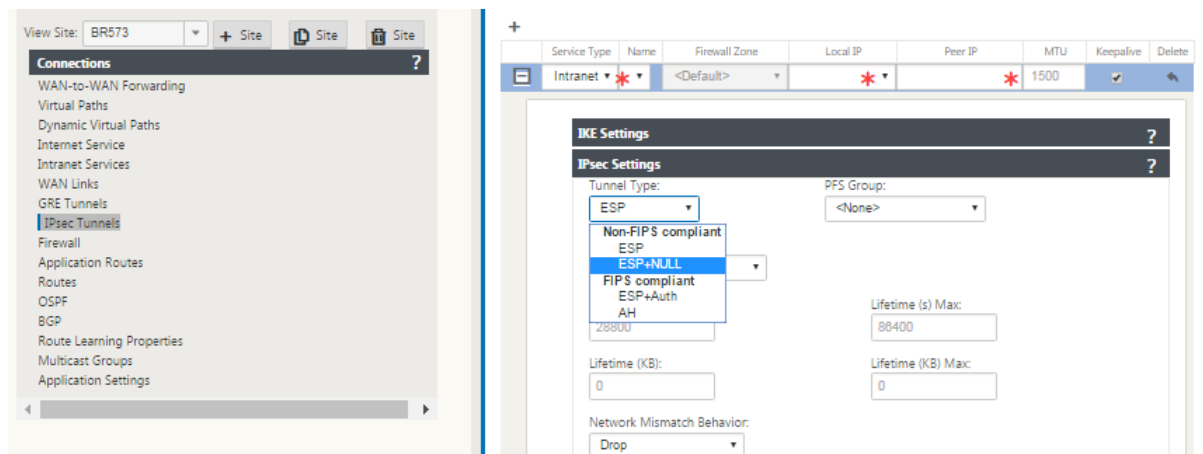 View Site: BR573 + Site Site Site
Connections ?
WAN-to-WAN Forwarding
Virtual Paths
Dynamic Virtual Paths
Internet Service
Intranet Services
WAN Links
GRE Tunnels
IPsec Tunnels
Firewall
Application Routes
Routes
OSPF
BGP
Route Learning Properties
Multicast Groups
Application Settings
+
Service Type Name Firewall Zone Local IP Peer IP MTU Keepalive Delete
Intranet * <Default> * * 1500
IKE Settings ?
IPsec Settings ?
Tunnel Type: PFS Group:
ESP <None>
Non-FIPS compliant
ESP
ESP+NULL
FIPS compliant
ESP+Auth
AH
Lifetime (s) Max:
28800 86400
Lifetime (KB): Lifetime (KB) Max:
0 0
Network Mismatch Behavior:
Drop